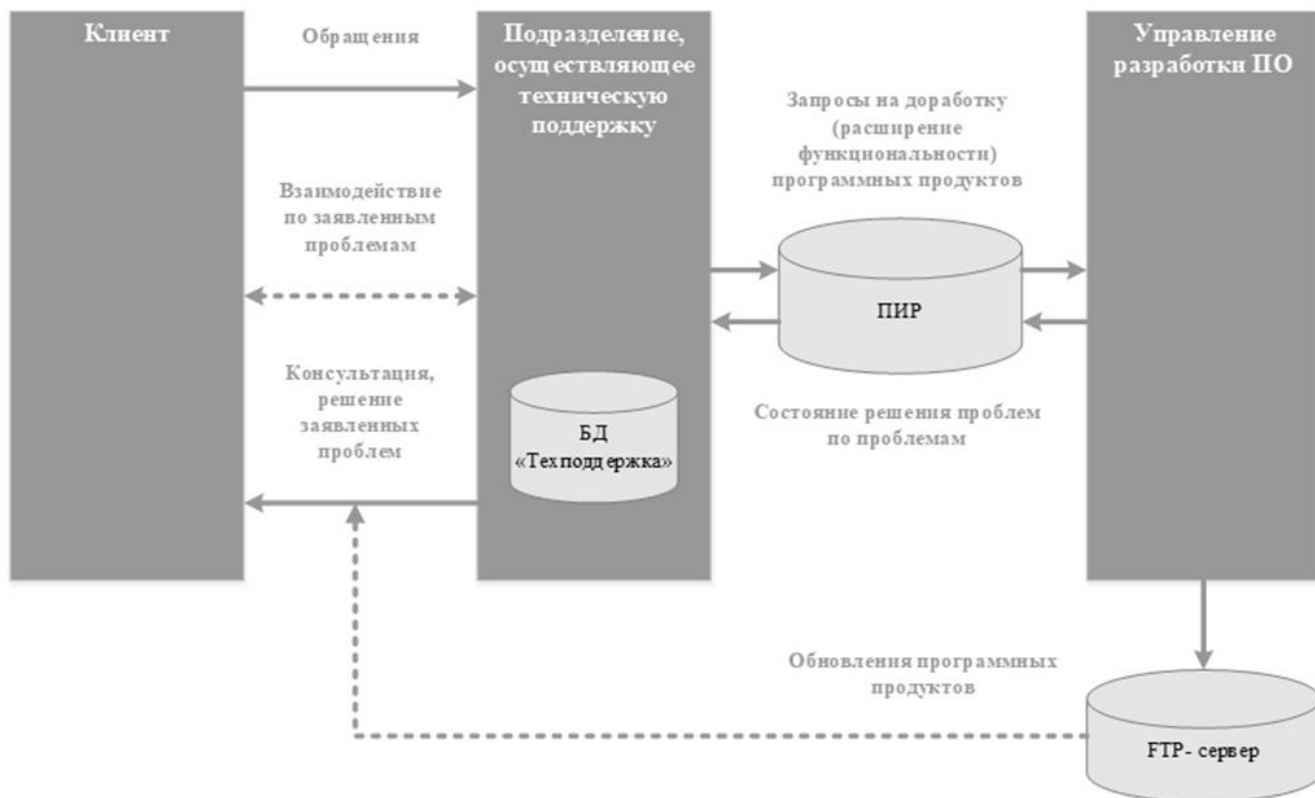 Клиент
Обращения
Взаимодействие
по заявленным
проблемам
Консультация,
решение
заявленных
проблем
Подразделение,
осуществляющее
техническую
поддержку
БД
«Техподдержка»
Запросы на доработку
(расширение
функциональности)
программных продуктов
ПИР
Состояние решения проблем
по проблемам
Управление
разработки ПО
Обновления программных
продуктов
FTP- сервер